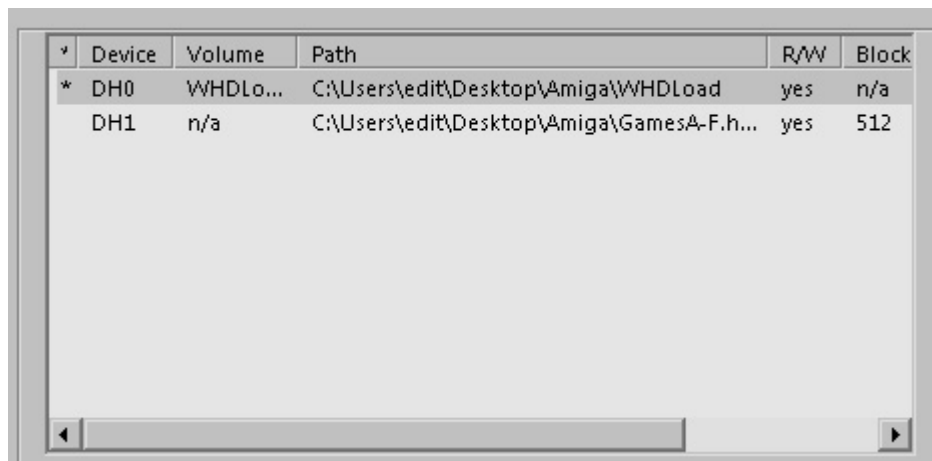 * Device Volume Path R/W Block
* DH0 WHDLo... C:\Users\edit\Desktop\Amiga\WHDLoad yes n/a
DH1 n/a C:\Users\edit\Desktop\Amiga\GamesA-F.h... yes 512